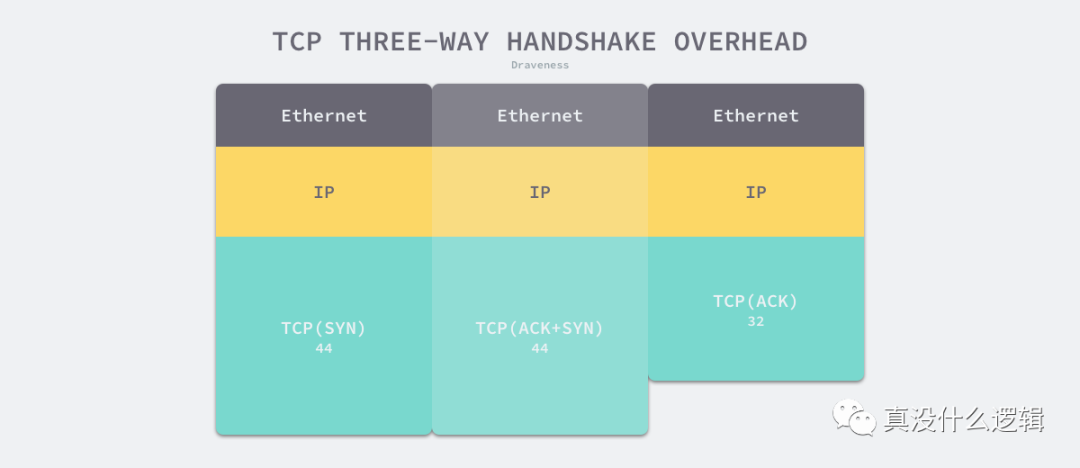 TCP THREE-WAY HANDSHAKE OVERHEAD
Draveness
Ethernet Ethernet Ethernet
IP IP IP
TCP(SYN) TCP(ACK+SYN) TCP(ACK)
44 44 32
真没什么逻辑